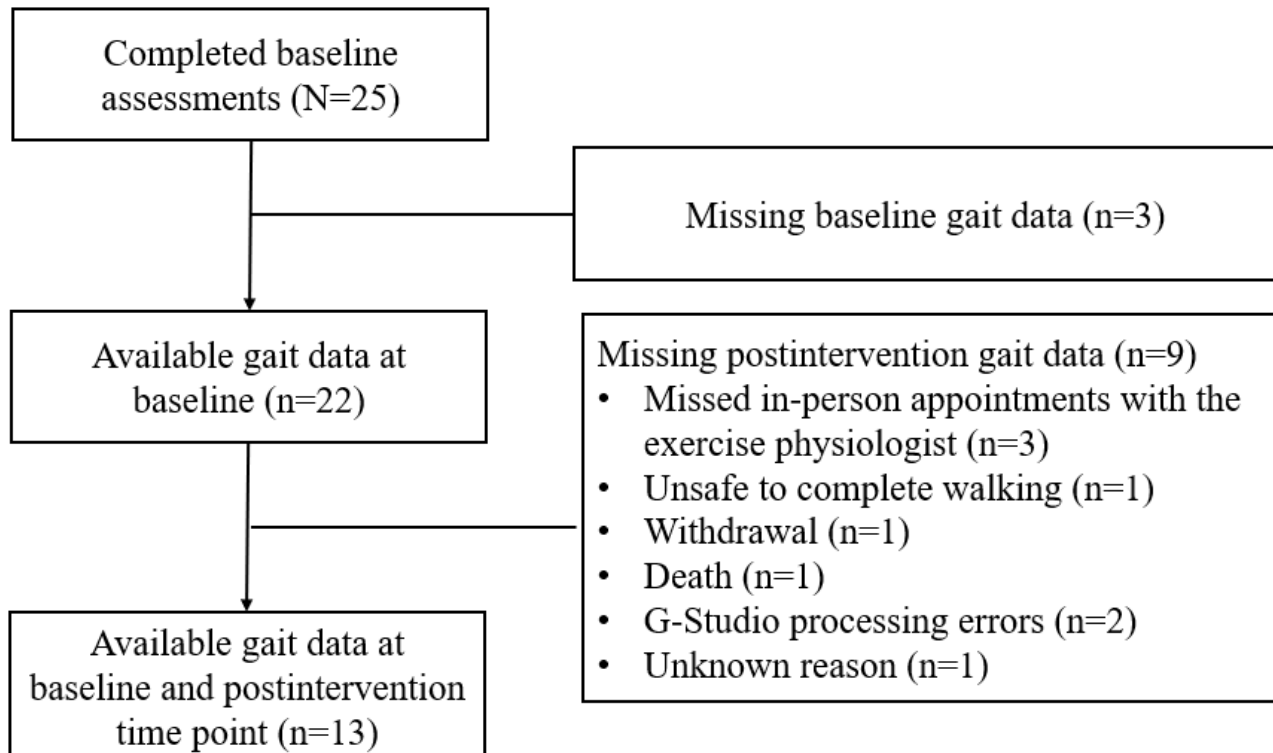 Completed baseline
assessments (N=25)
Missing baseline gait data (n=3)
Available gait data at
baseline (n=22)
Missing postintervention gait data (n=9)
• Missed in-person appointments with the
exercise physiologist (n=3)
• Unsafe to complete walking (n=1)
• Withdrawal (n=1)
• Death (n=1)
• G-Studio processing errors (n=2)
• Unknown reason (n=1)
Available gait data at
baseline and postintervention
time point (n=13)